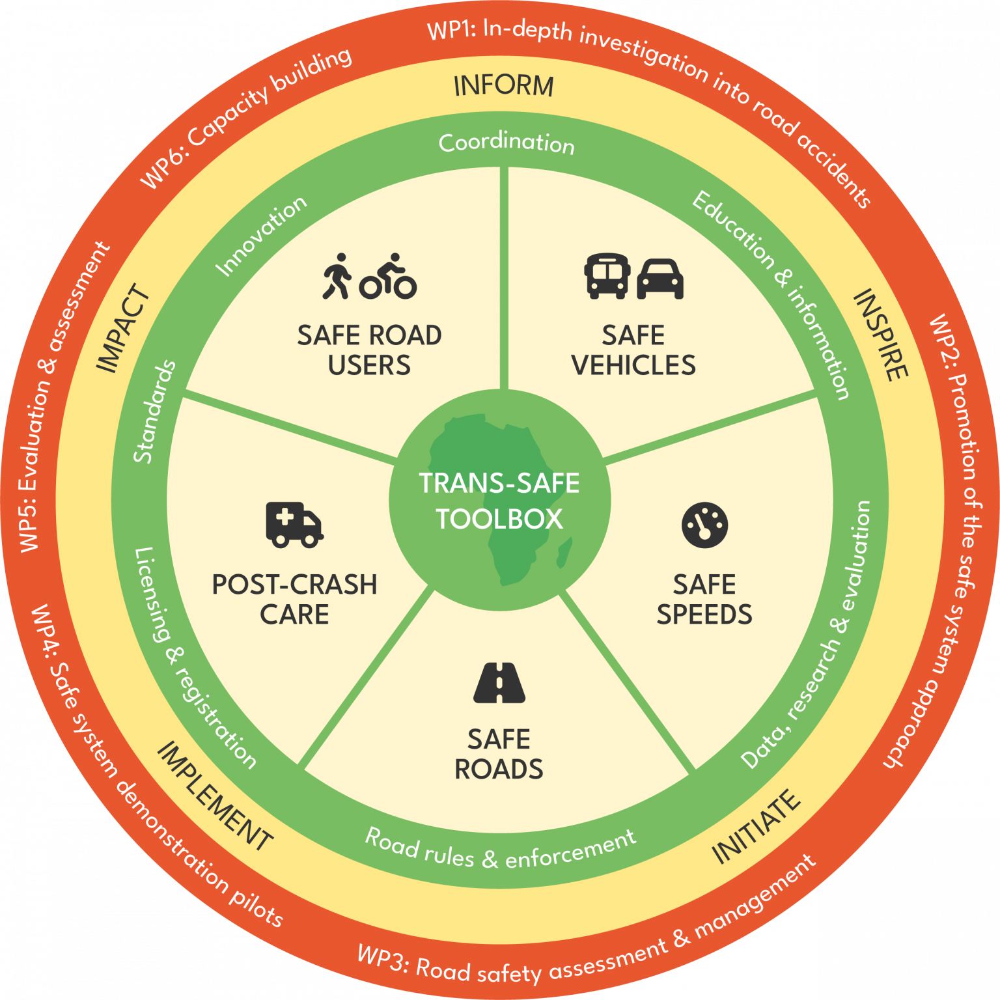 WP1: In-depth investigation into road accidents
WP2: Promotion of the safe system approach
WP3: Road safety assessment & management
WP4: Safe system demonstration pilots
WP5: Evaluation & assessment
WP6: Capacity building
INFORM
INSPIRE
INITIATE
IMPLEMENT
IMPACT
Coordination
Education & information
Data, research & evaluation
Road rules & enforcement
Licensing & registration
Standards
Innovation
SAFE ROAD
USERS
SAFE
VEHICLES
SAFE
SPEEDS
SAFE
ROADS
POST-CRASH
CARE
TRANS-SAFE
TOOLBOX